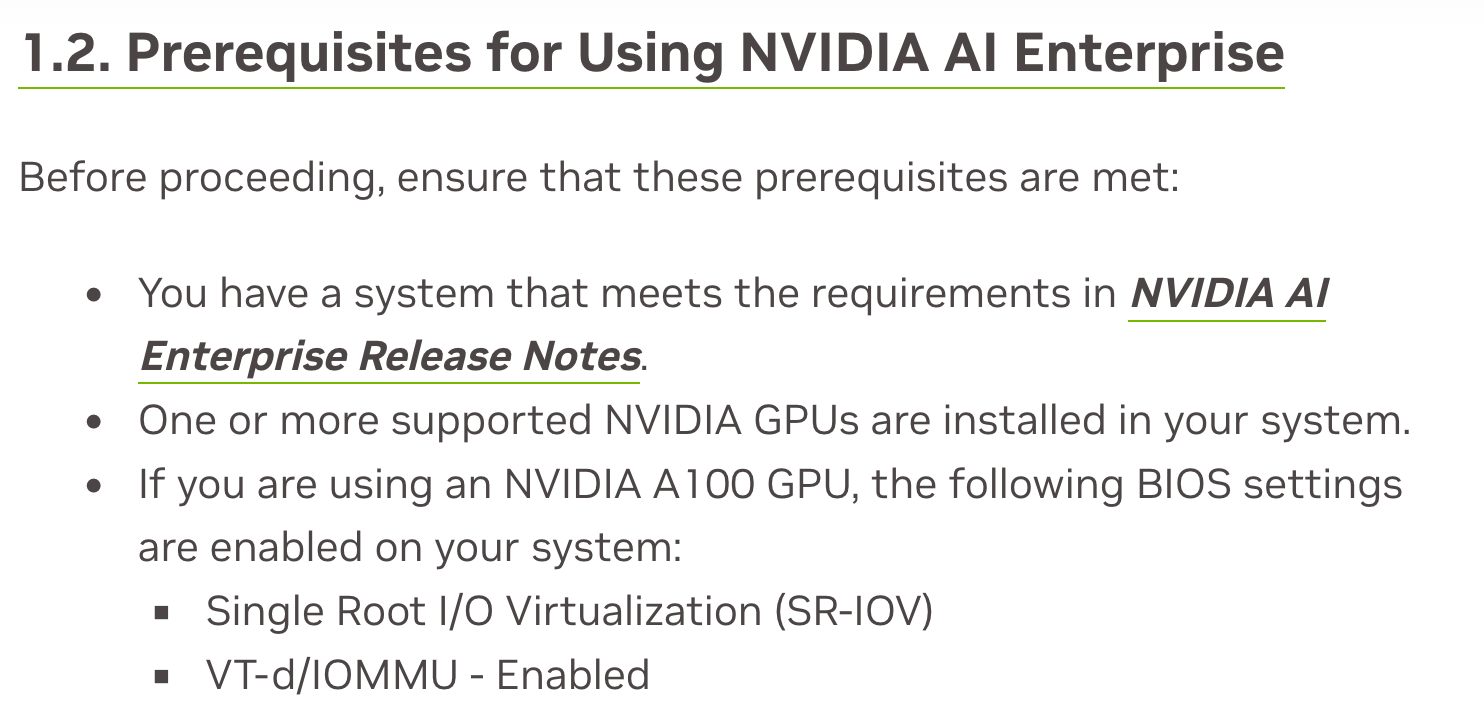 1.2. Prerequisites for Using NVIDIA AI Enterprise
Before proceeding, ensure that these prerequisites are met:
• You have a system that meets the requirements in NVIDIA AI
Enterprise Release Notes.
• One or more supported NVIDIA GPUs are installed in your system.
• If you are using an NVIDIA A100 GPU, the following BIOS settings
are enabled on your system:
▪ Single Root I/O Virtualization (SR-IOV)
▪ VT-d/IOMMU - Enabled